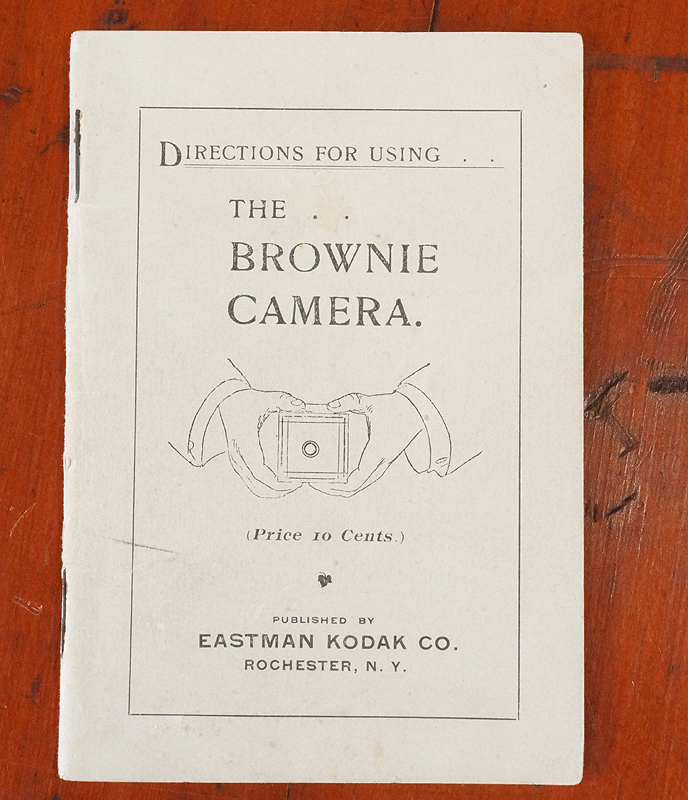 DIRECTIONS FOR USING . .
THE . .
BROWNIE
CAMERA.
(Price 10 Cents.)
PUBLISHED BY
EASTMAN KODAK CO.
ROCHESTER, N. Y.